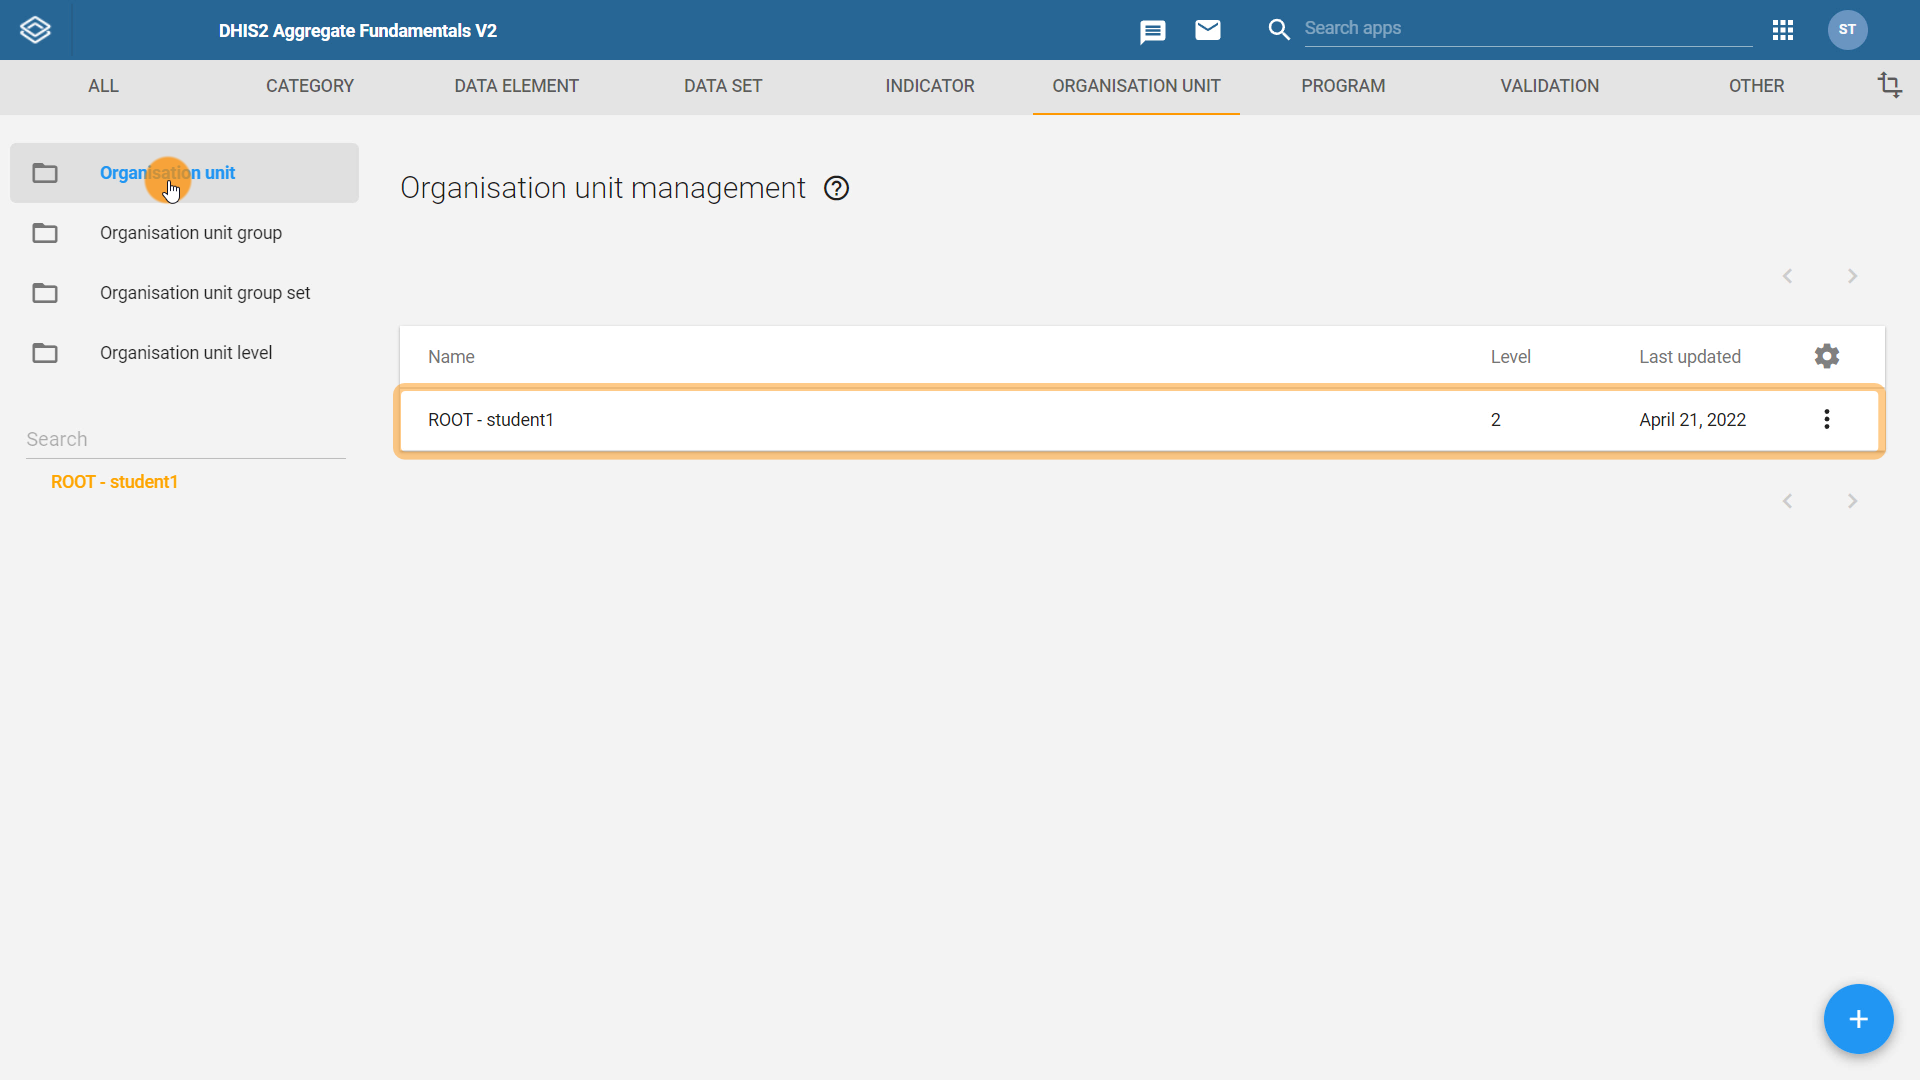 DHIS2 Aggregate Fundamentals V2
Search apps
ST
ALL
CATEGORY
DATA ELEMENT
DATA SET
INDICATOR
ORGANISATION UNIT
PROGRAM
VALIDATION
OTHER
Organisation unit
Organisation unit group
Organisation unit group set
Organisation unit level
Search
ROOT - student1
Organisation unit management
Name Level Last updated
ROOT - student1 2 April 21, 2022